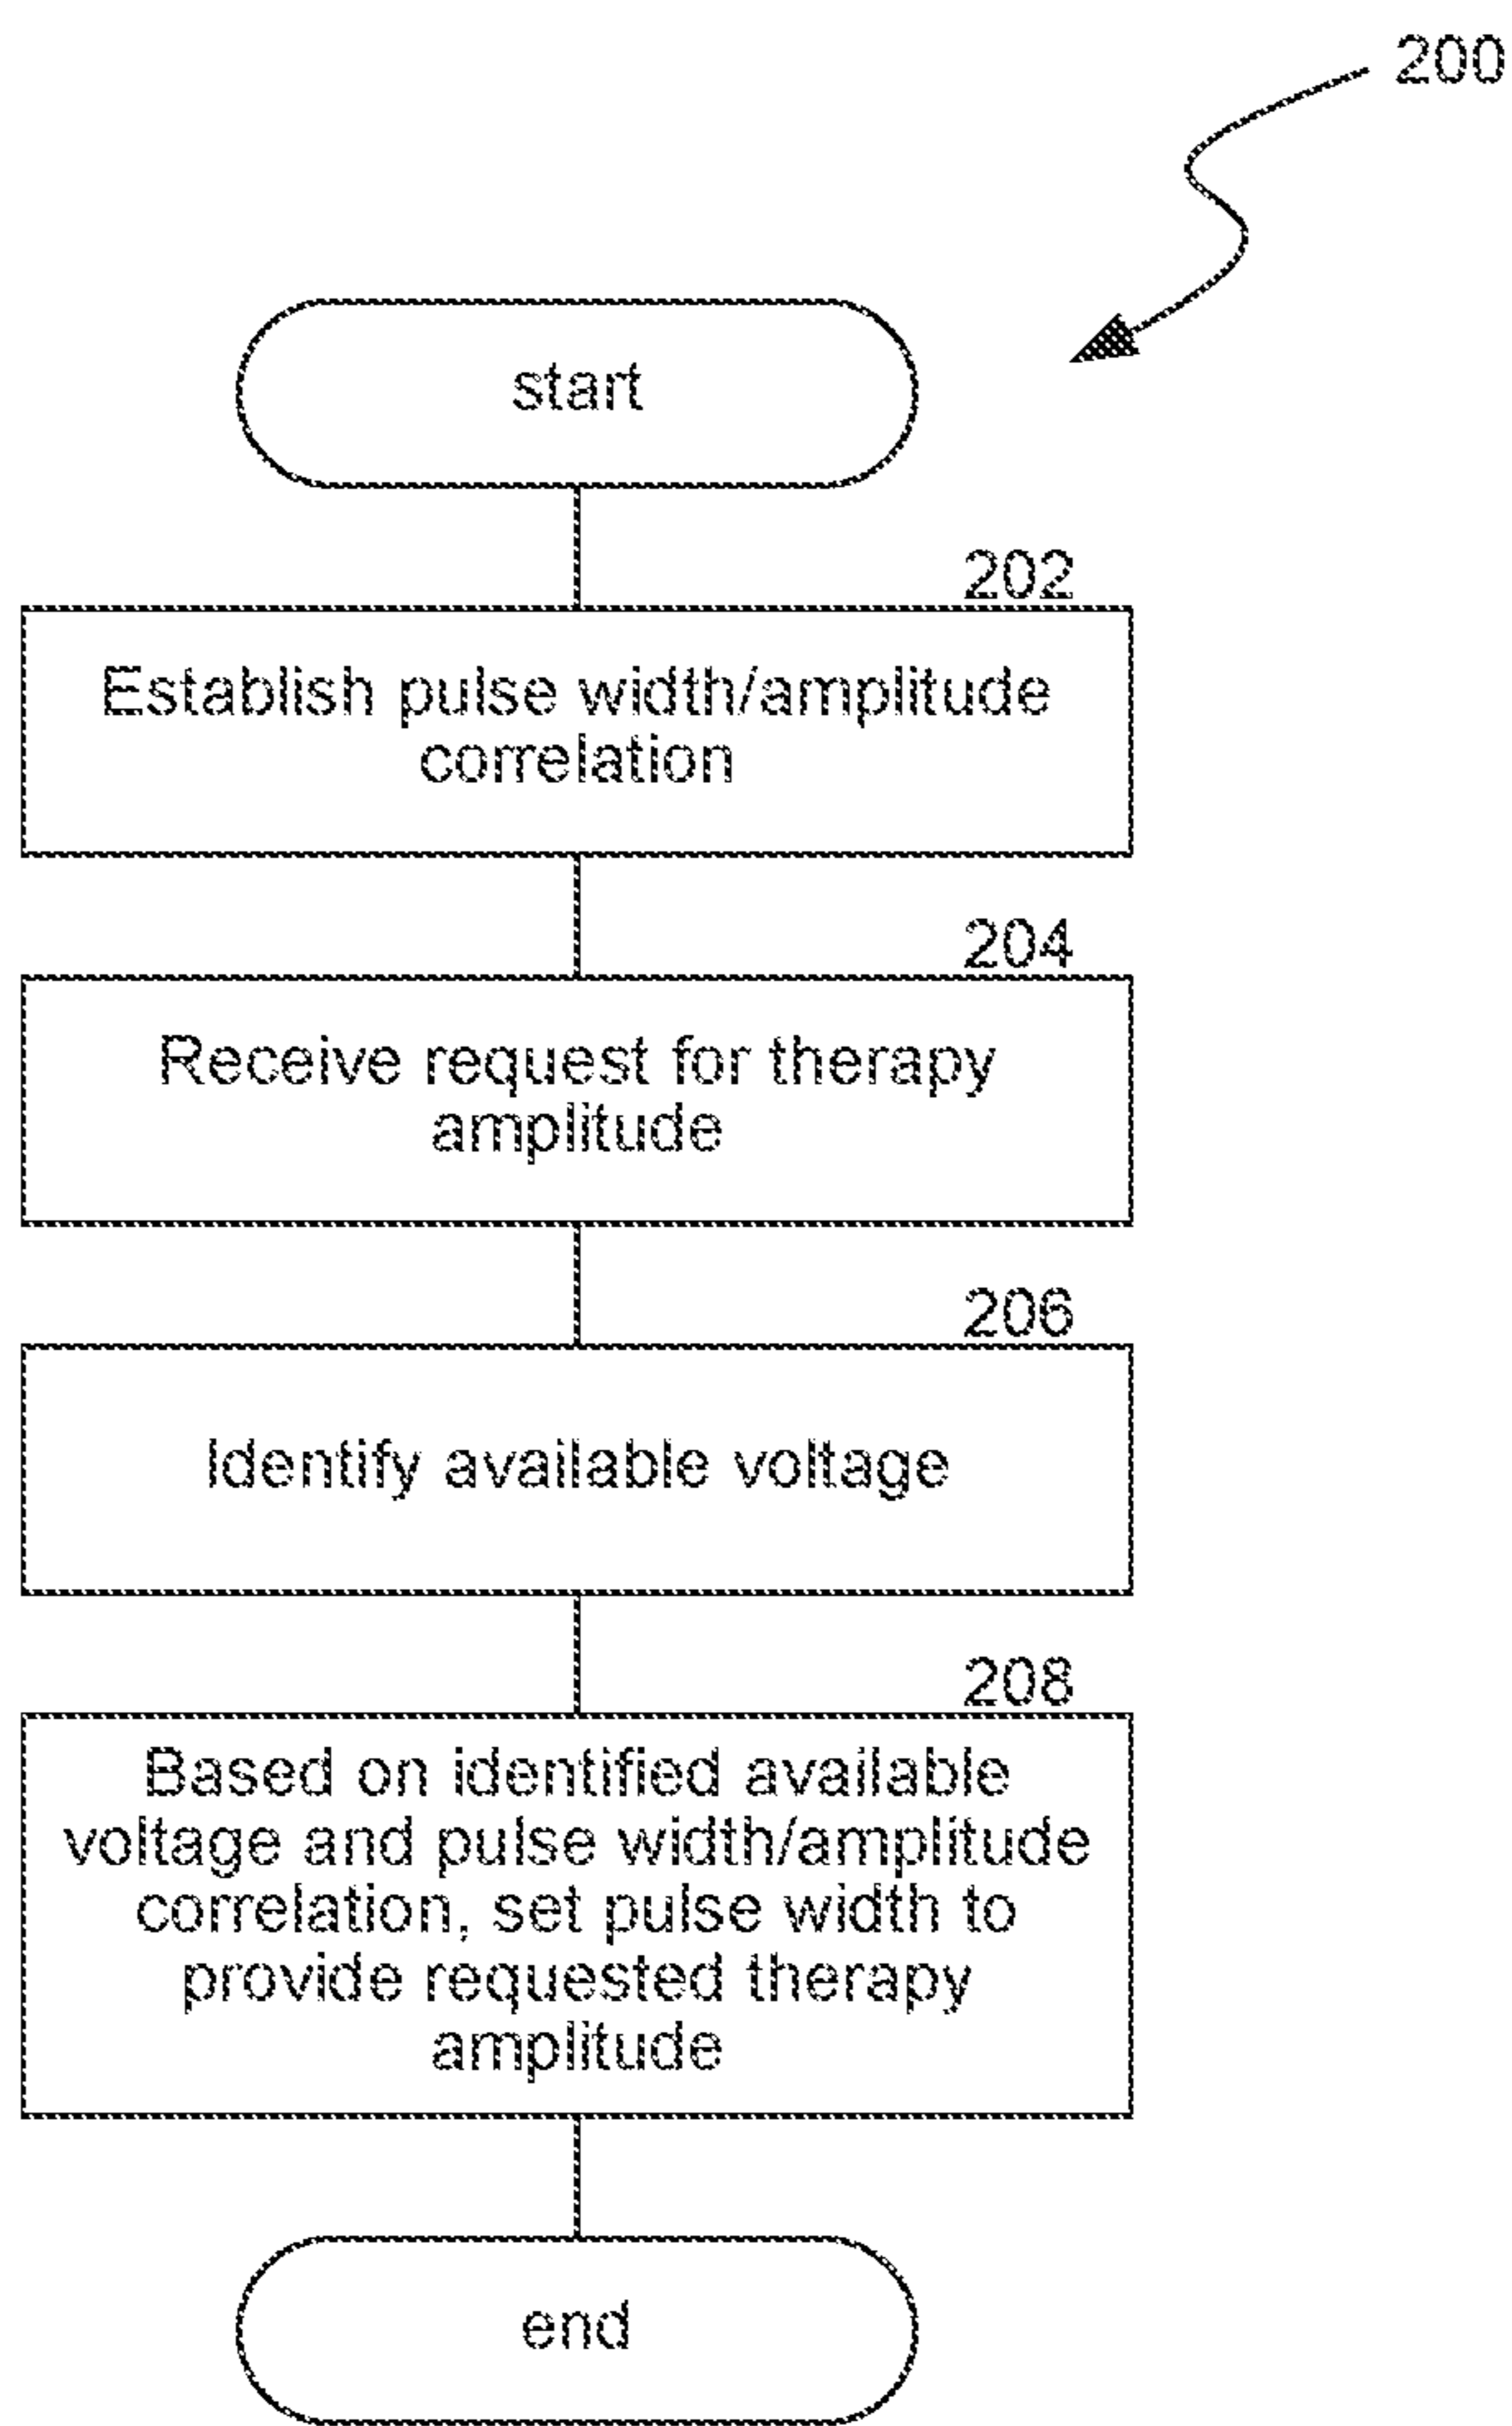 200
start
202
Establish pulse width/amplitude
correlation
204
Receive request for therapy
amplitude
206
Identify available voltage
208
Based on identified available
voltage and pulse width/amplitude
correlation, set pulse width to
provide requested therapy
amplitude
end